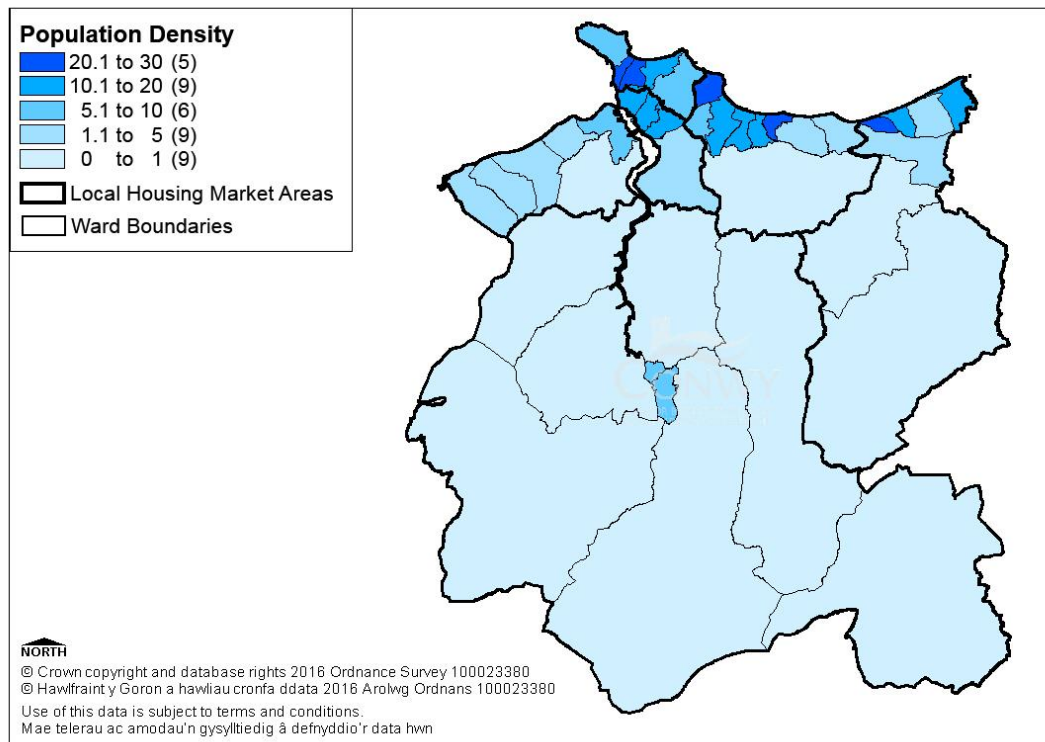 Population Density
20.1 to 30 (5)
10.1 to 20 (9)
5.1 to 10 (6)
1.1 to 5 (9)
0 to 1 (9)
Local Housing Market Areas
Ward Boundaries
CONWY
NORTH
© Crown copyright and database rights 2016 Ordnance Survey 100023380
© Hawlfraint y Goron a hawliau cronfa ddata 2016 Arolwg Ordnans 100023380
Use of this data is subject to terms and conditions.
Mae telerau ac amodau'n gysylltiedig â defnyddio'r data hwn